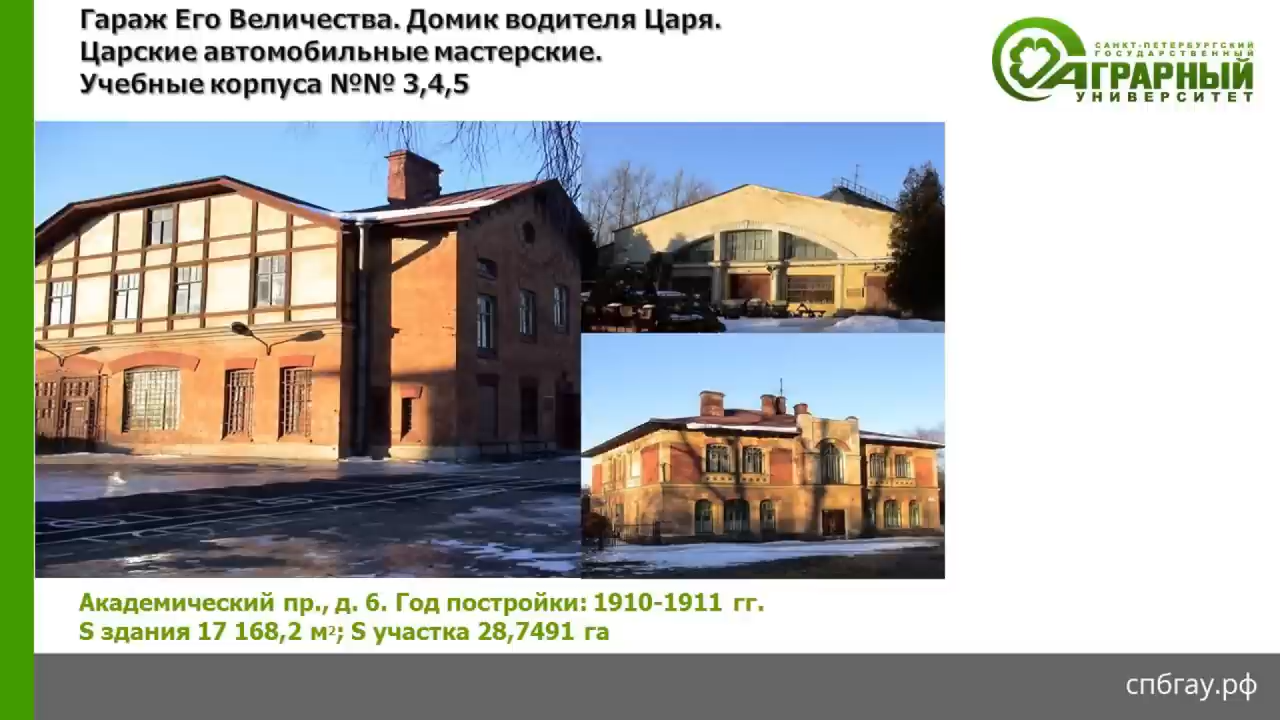 Гараж Его Величества. Домик водителя Царя.
Царские автомобильные мастерские.
Учебные корпуса №№ 3,4,5
САНКТ-ПЕТЕРБУРГСКИЙ
ГОСУДАРСТВЕННЫЙ
АГРАРНЫЙ
УНИВЕРСИТЕТ
Академический пр., д. 6. Год постройки: 1910-1911 гг.
S здания 17 168,2 м²; S участка 28,7491 га
спбгау.рф